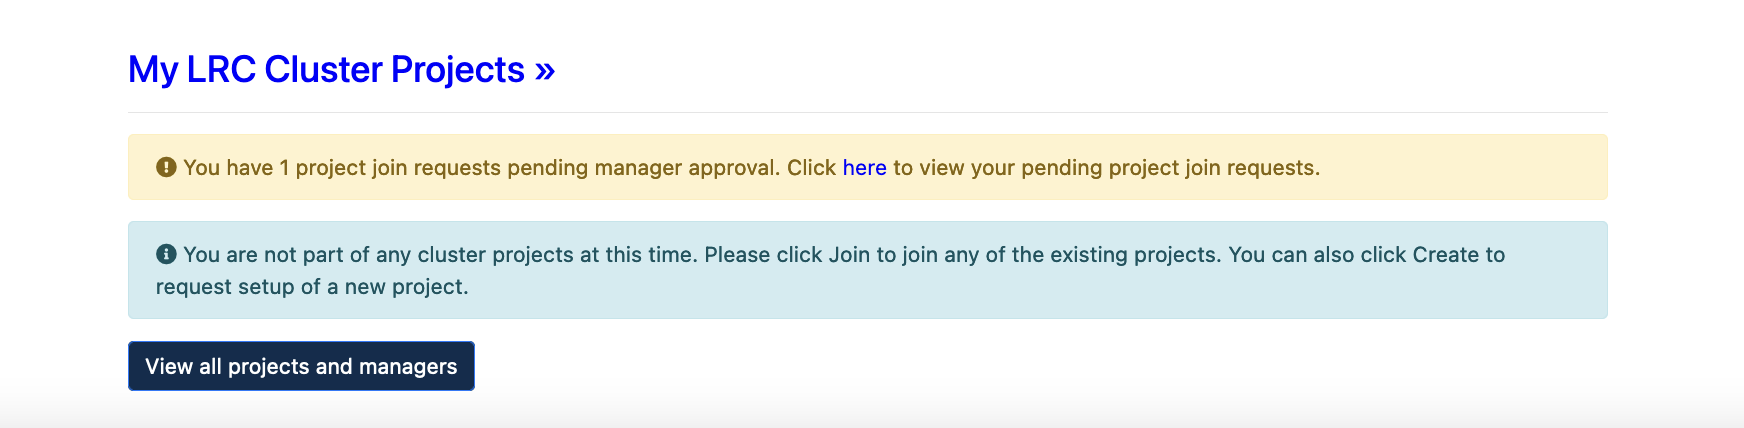 My LRC Cluster Projects »
You have 1 project join requests pending manager approval. Click here to view your pending project join requests.
You are not part of any cluster projects at this time. Please click Join to join any of the existing projects. You can also click Create to
request setup of a new project.
View all projects and managers